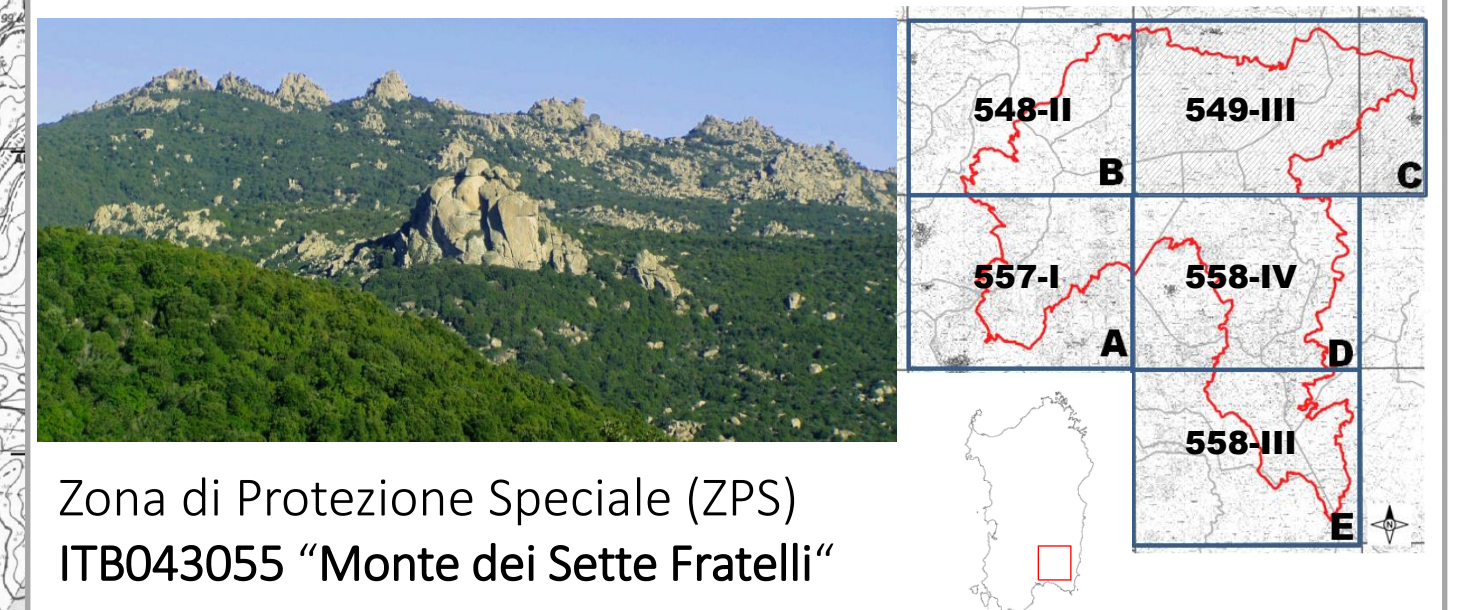 548-II
549-III
B
C
557-I
558-IV
A
D
558-III
E
N
Zona di Protezione Speciale (ZPS)
ITB043055 “Monte dei Sette Fratelli“